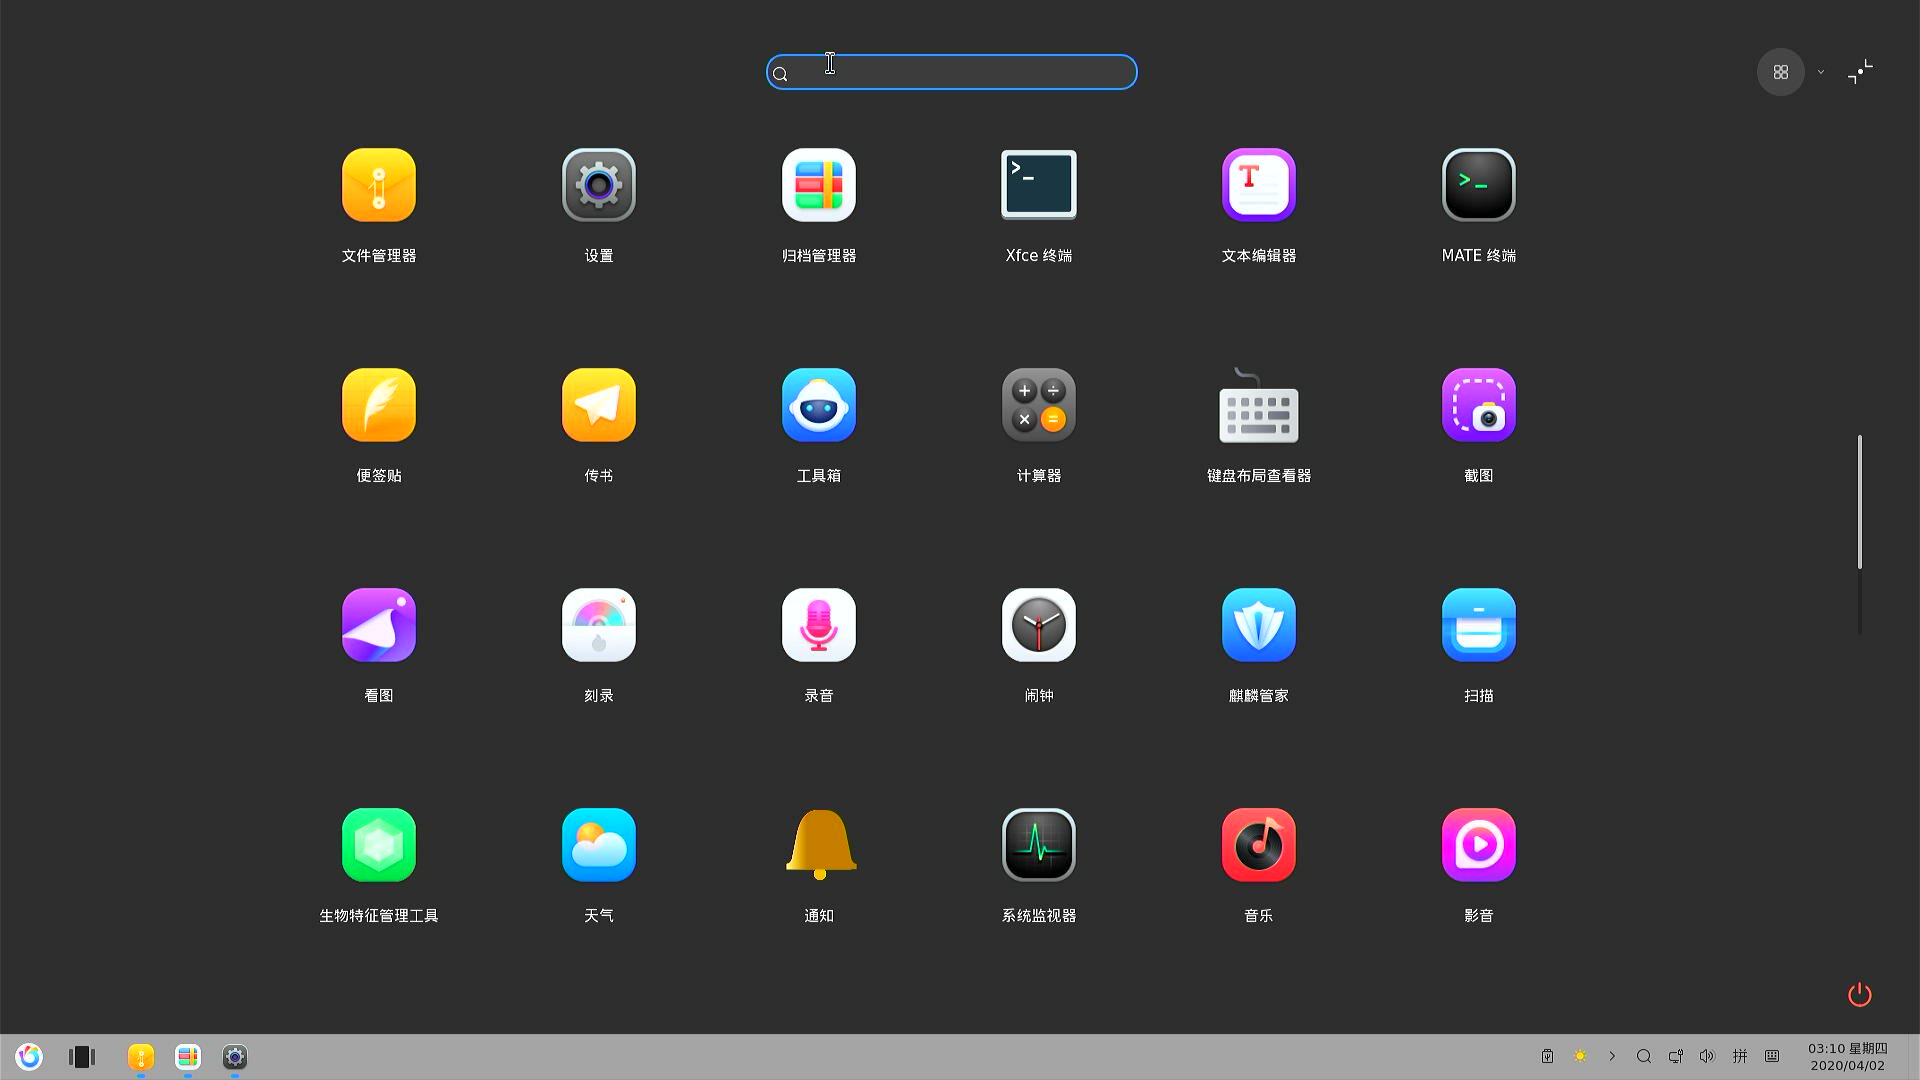 文件管理器
设置
归档管理器
Xfce 终端
文本编辑器
MATE 终端
便签贴
传书
工具箱
计算器
键盘布局查看器
截图
看图
刻录
录音
闹钟
麒麟管家
扫描
生物特征管理工具
天气
通知
系统监视器
音乐
影音
拼
03:10 星期四
2020/04/02